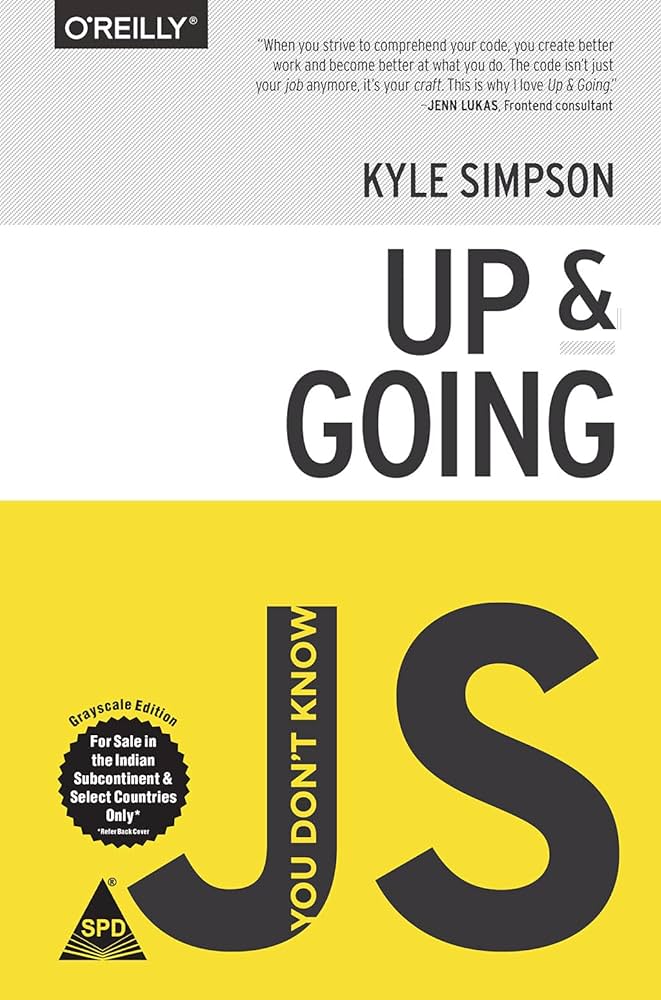 O'REILLY®
“When you strive to comprehend your code, you create better
work and become better at what you do. The code isn't just
your job anymore, it's your craft. This is why I love Up & Going.”
—JENN LUKAS, Frontend consultant
KYLE SIMPSON
UP &
GOING
YOU DON'T KNOW
JS
Grayscale Edition
For Sale in
the Indian
Subcontinent &
Select Countries
Only*
*Refer Back Cover
®
SPD